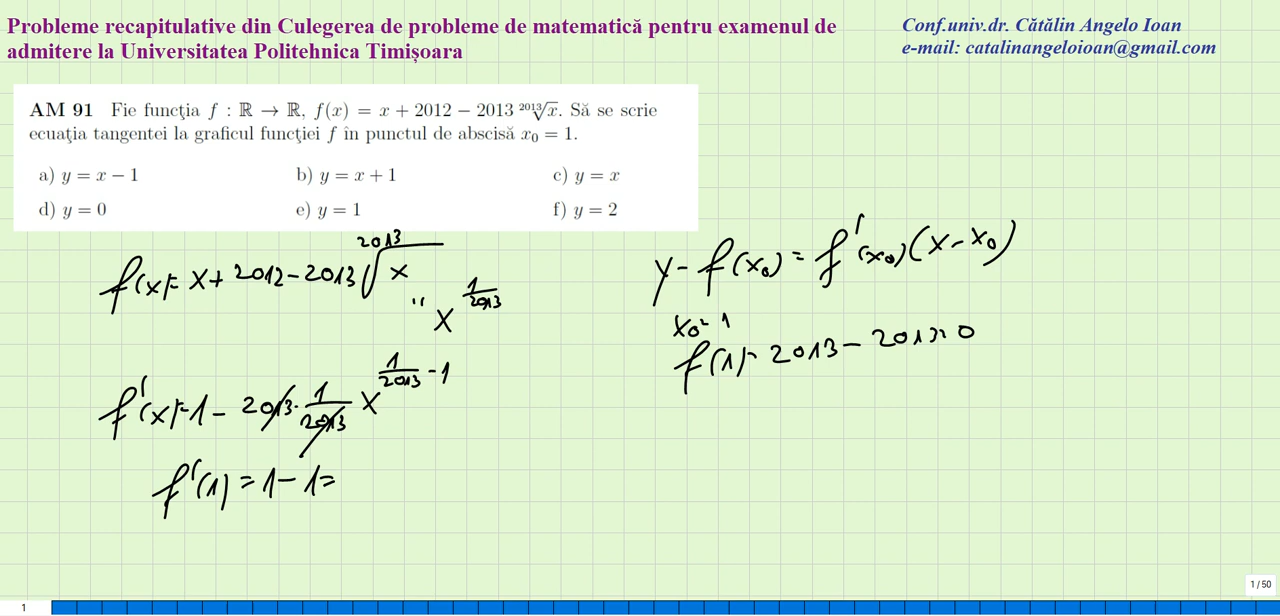 Probleme recapitulative din Culegerea de probleme de matematică pentru examenul de
admitere la Universitatea Politehnica Timișoara
Conf.univ.dr. Cătălin Angelo Ioan
e-mail: catalinangeloioan@gmail.com
AM 91 Fie funcţia f : ℝ → ℝ, f(x) = x + 2012 − 2013 ²⁰¹³√x. Să se scrie
ecuaţia tangentei la graficul funcţiei f în punctul de abscisă x₀ = 1.
a) y = x − 1 b) y = x + 1 c) y = x
d) y = 0 e) y = 1 f) y = 2
f(x)= x + 2012 − 2013 ²⁰¹³√x
" x^(1/2013)
f'(x)= 1 − 2013 · 1/2013 x^(1/2013 − 1)
f'(1) = 1 − 1 =
y − f(x₀) = f'(x₀)(x − x₀)
x₀ = 1
f(1)= 2013 − 2013 = 0
1 / 50
1